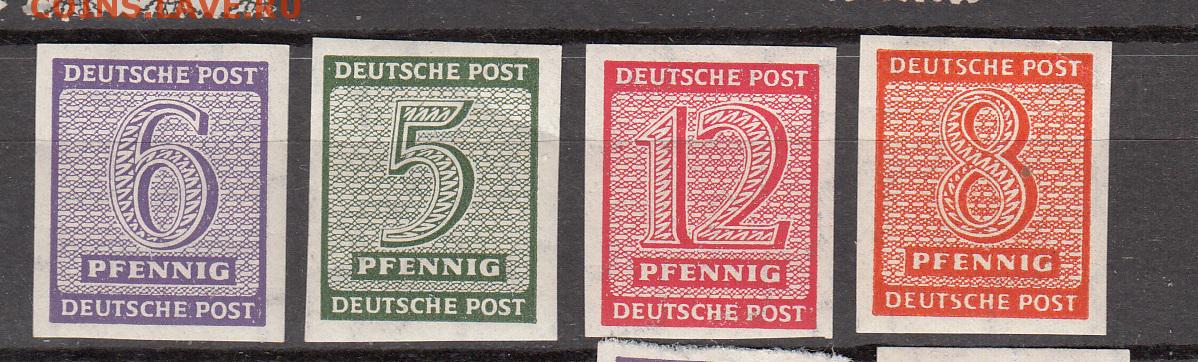 COINS.LAVE.RU
DEUTSCHE POST
6
PFENNIG
DEUTSCHE POST
DEUTSCHE POST
5
PFENNIG
DEUTSCHE POST
DEUTSCHE POST
12
PFENNIG
DEUTSCHE POST
DEUTSCHE POST
8
PFENNIG
DEUTSCHE POST